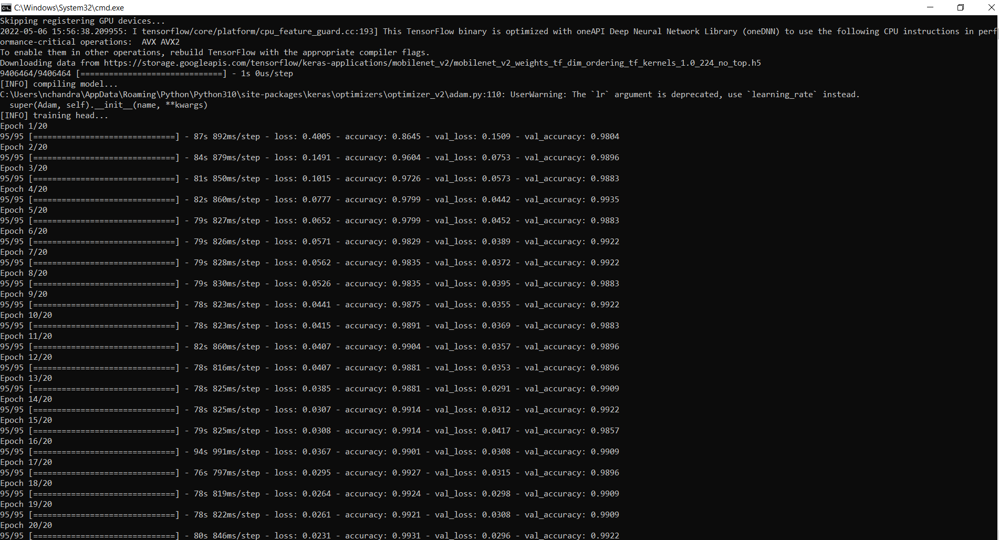 C:\Windows\System32\cmd.exe
Skipping registering GPU devices...
2022-05-06 15:56:38.209955: I tensorflow/core/platform/cpu_feature_guard.cc:193] This TensorFlow binary is optimized with oneAPI Deep Neural Network Library (oneDNN) to use the following CPU instructions in perf
ormance-critical operations:  AVX AVX2
To enable them in other operations, rebuild TensorFlow with the appropriate compiler flags.
Downloading data from https://storage.googleapis.com/tensorflow/keras-applications/mobilenet_v2/mobilenet_v2_weights_tf_dim_ordering_tf_kernels_1.0_224_no_top.h5
9406464/9406464 [==============================] - 1s 0us/step
[INFO] compiling model...
C:\Users\nchandra\AppData\Roaming\Python\Python310\site-packages\keras\optimizers\optimizer_v2\adam.py:110: UserWarning: The `lr` argument is deprecated, use `learning_rate` instead.
  super(Adam, self).__init__(name, **kwargs)
[INFO] training head...
Epoch 1/20
95/95 [==============================] - 87s 892ms/step - loss: 0.4005 - accuracy: 0.8645 - val_loss: 0.1509 - val_accuracy: 0.9804
Epoch 2/20
95/95 [==============================] - 84s 879ms/step - loss: 0.1491 - accuracy: 0.9604 - val_loss: 0.0753 - val_accuracy: 0.9896
Epoch 3/20
95/95 [==============================] - 81s 850ms/step - loss: 0.1015 - accuracy: 0.9726 - val_loss: 0.0573 - val_accuracy: 0.9883
Epoch 4/20
95/95 [==============================] - 82s 860ms/step - loss: 0.0777 - accuracy: 0.9799 - val_loss: 0.0442 - val_accuracy: 0.9935
Epoch 5/20
95/95 [==============================] - 79s 827ms/step - loss: 0.0652 - accuracy: 0.9799 - val_loss: 0.0452 - val_accuracy: 0.9883
Epoch 6/20
95/95 [==============================] - 79s 826ms/step - loss: 0.0571 - accuracy: 0.9829 - val_loss: 0.0389 - val_accuracy: 0.9922
Epoch 7/20
95/95 [==============================] - 79s 828ms/step - loss: 0.0562 - accuracy: 0.9835 - val_loss: 0.0372 - val_accuracy: 0.9922
Epoch 8/20
95/95 [==============================] - 79s 830ms/step - loss: 0.0526 - accuracy: 0.9835 - val_loss: 0.0395 - val_accuracy: 0.9883
Epoch 9/20
95/95 [==============================] - 78s 823ms/step - loss: 0.0441 - accuracy: 0.9875 - val_loss: 0.0355 - val_accuracy: 0.9922
Epoch 10/20
95/95 [==============================] - 78s 823ms/step - loss: 0.0415 - accuracy: 0.9891 - val_loss: 0.0369 - val_accuracy: 0.9883
Epoch 11/20
95/95 [==============================] - 82s 860ms/step - loss: 0.0407 - accuracy: 0.9904 - val_loss: 0.0357 - val_accuracy: 0.9896
Epoch 12/20
95/95 [==============================] - 78s 816ms/step - loss: 0.0407 - accuracy: 0.9881 - val_loss: 0.0353 - val_accuracy: 0.9896
Epoch 13/20
95/95 [==============================] - 78s 825ms/step - loss: 0.0385 - accuracy: 0.9881 - val_loss: 0.0291 - val_accuracy: 0.9909
Epoch 14/20
95/95 [==============================] - 78s 825ms/step - loss: 0.0307 - accuracy: 0.9914 - val_loss: 0.0312 - val_accuracy: 0.9922
Epoch 15/20
95/95 [==============================] - 79s 825ms/step - loss: 0.0308 - accuracy: 0.9914 - val_loss: 0.0417 - val_accuracy: 0.9857
Epoch 16/20
95/95 [==============================] - 94s 991ms/step - loss: 0.0367 - accuracy: 0.9901 - val_loss: 0.0308 - val_accuracy: 0.9909
Epoch 17/20
95/95 [==============================] - 76s 797ms/step - loss: 0.0295 - accuracy: 0.9927 - val_loss: 0.0315 - val_accuracy: 0.9896
Epoch 18/20
95/95 [==============================] - 78s 819ms/step - loss: 0.0264 - accuracy: 0.9924 - val_loss: 0.0298 - val_accuracy: 0.9909
Epoch 19/20
95/95 [==============================] - 78s 822ms/step - loss: 0.0261 - accuracy: 0.9921 - val_loss: 0.0308 - val_accuracy: 0.9909
Epoch 20/20
95/95 [==============================] - 80s 846ms/step - loss: 0.0231 - accuracy: 0.9931 - val_loss: 0.0296 - val_accuracy: 0.9922